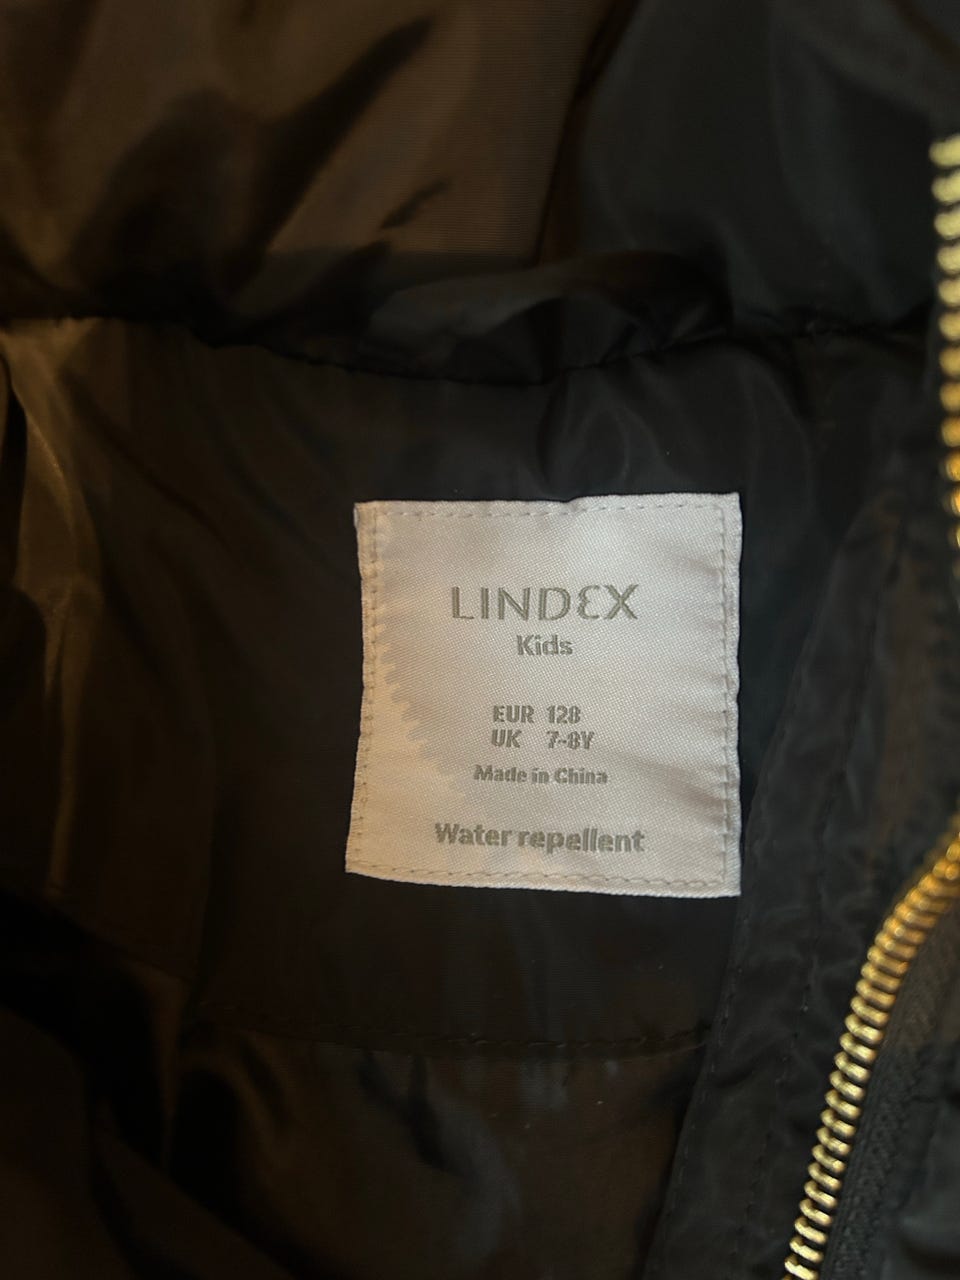 LINDEX
Kids
EUR 128
UK 7-8Y
Made in China
Water repellent